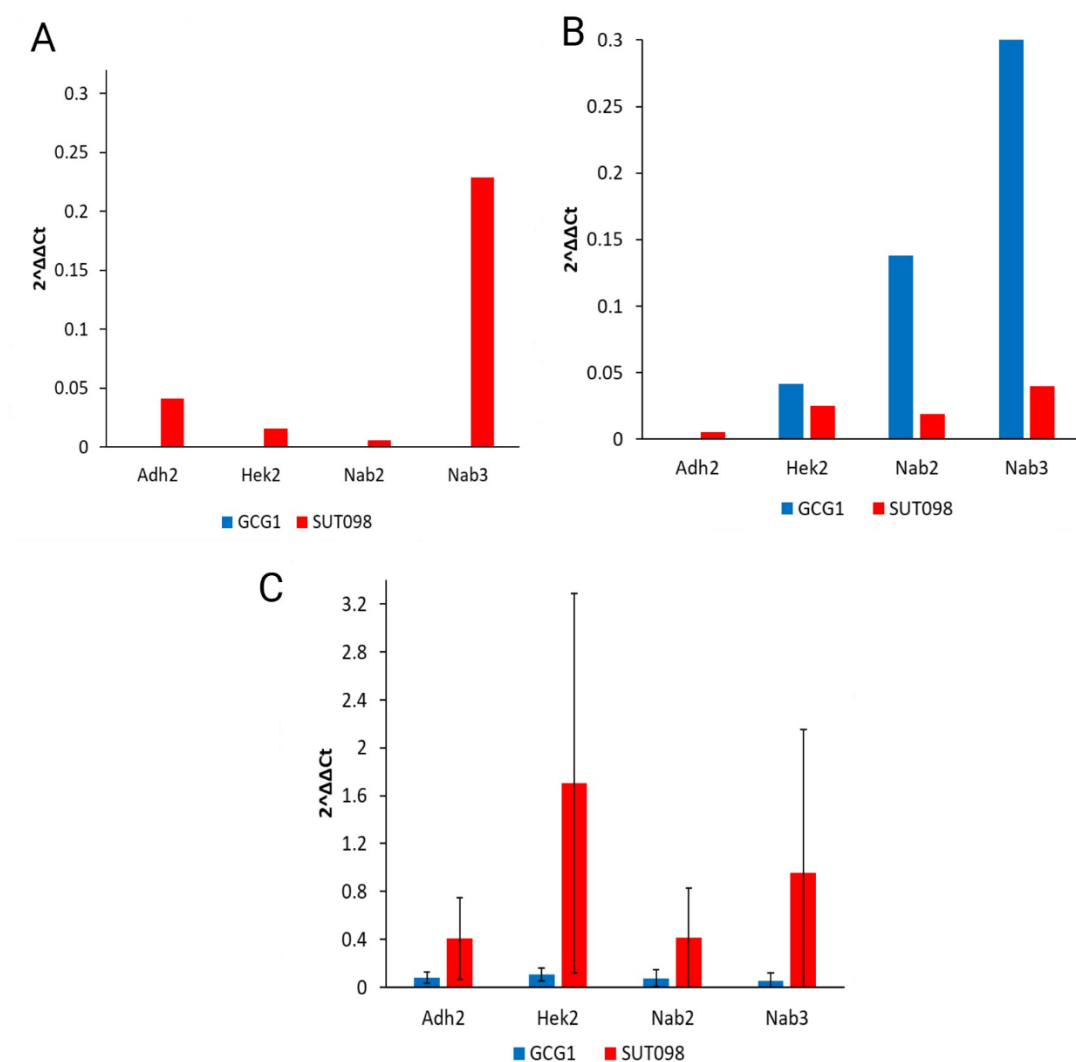 A
2^ΔΔCt
0.3
0.25
0.2
0.15
0.1
0.05
0
Adh2 Hek2 Nab2 Nab3
GCG1 SUT098
B
2^ΔΔCt
0.3
0.25
0.2
0.15
0.1
0.05
0
Adh2 Hek2 Nab2 Nab3
GCG1 SUT098
C
2^ΔΔCt
3.2
2.8
2.4
2
1.6
1.2
0.8
0.4
0
Adh2 Hek2 Nab2 Nab3
GCG1 SUT098